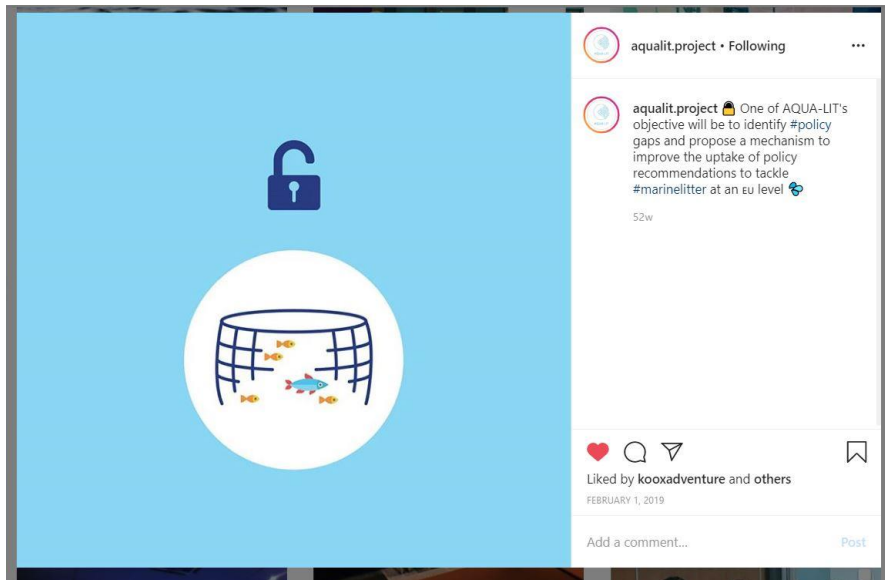 aqualit.project • Following
aqualit.project 🔒 One of AQUA-LIT's
objective will be to identify #policy
gaps and propose a mechanism to
improve the uptake of policy
recommendations to tackle
#marinelitter at an ᴇᴜ level
52w
Liked by kooxadventure and others
FEBRUARY 1, 2019
Add a comment...
Post